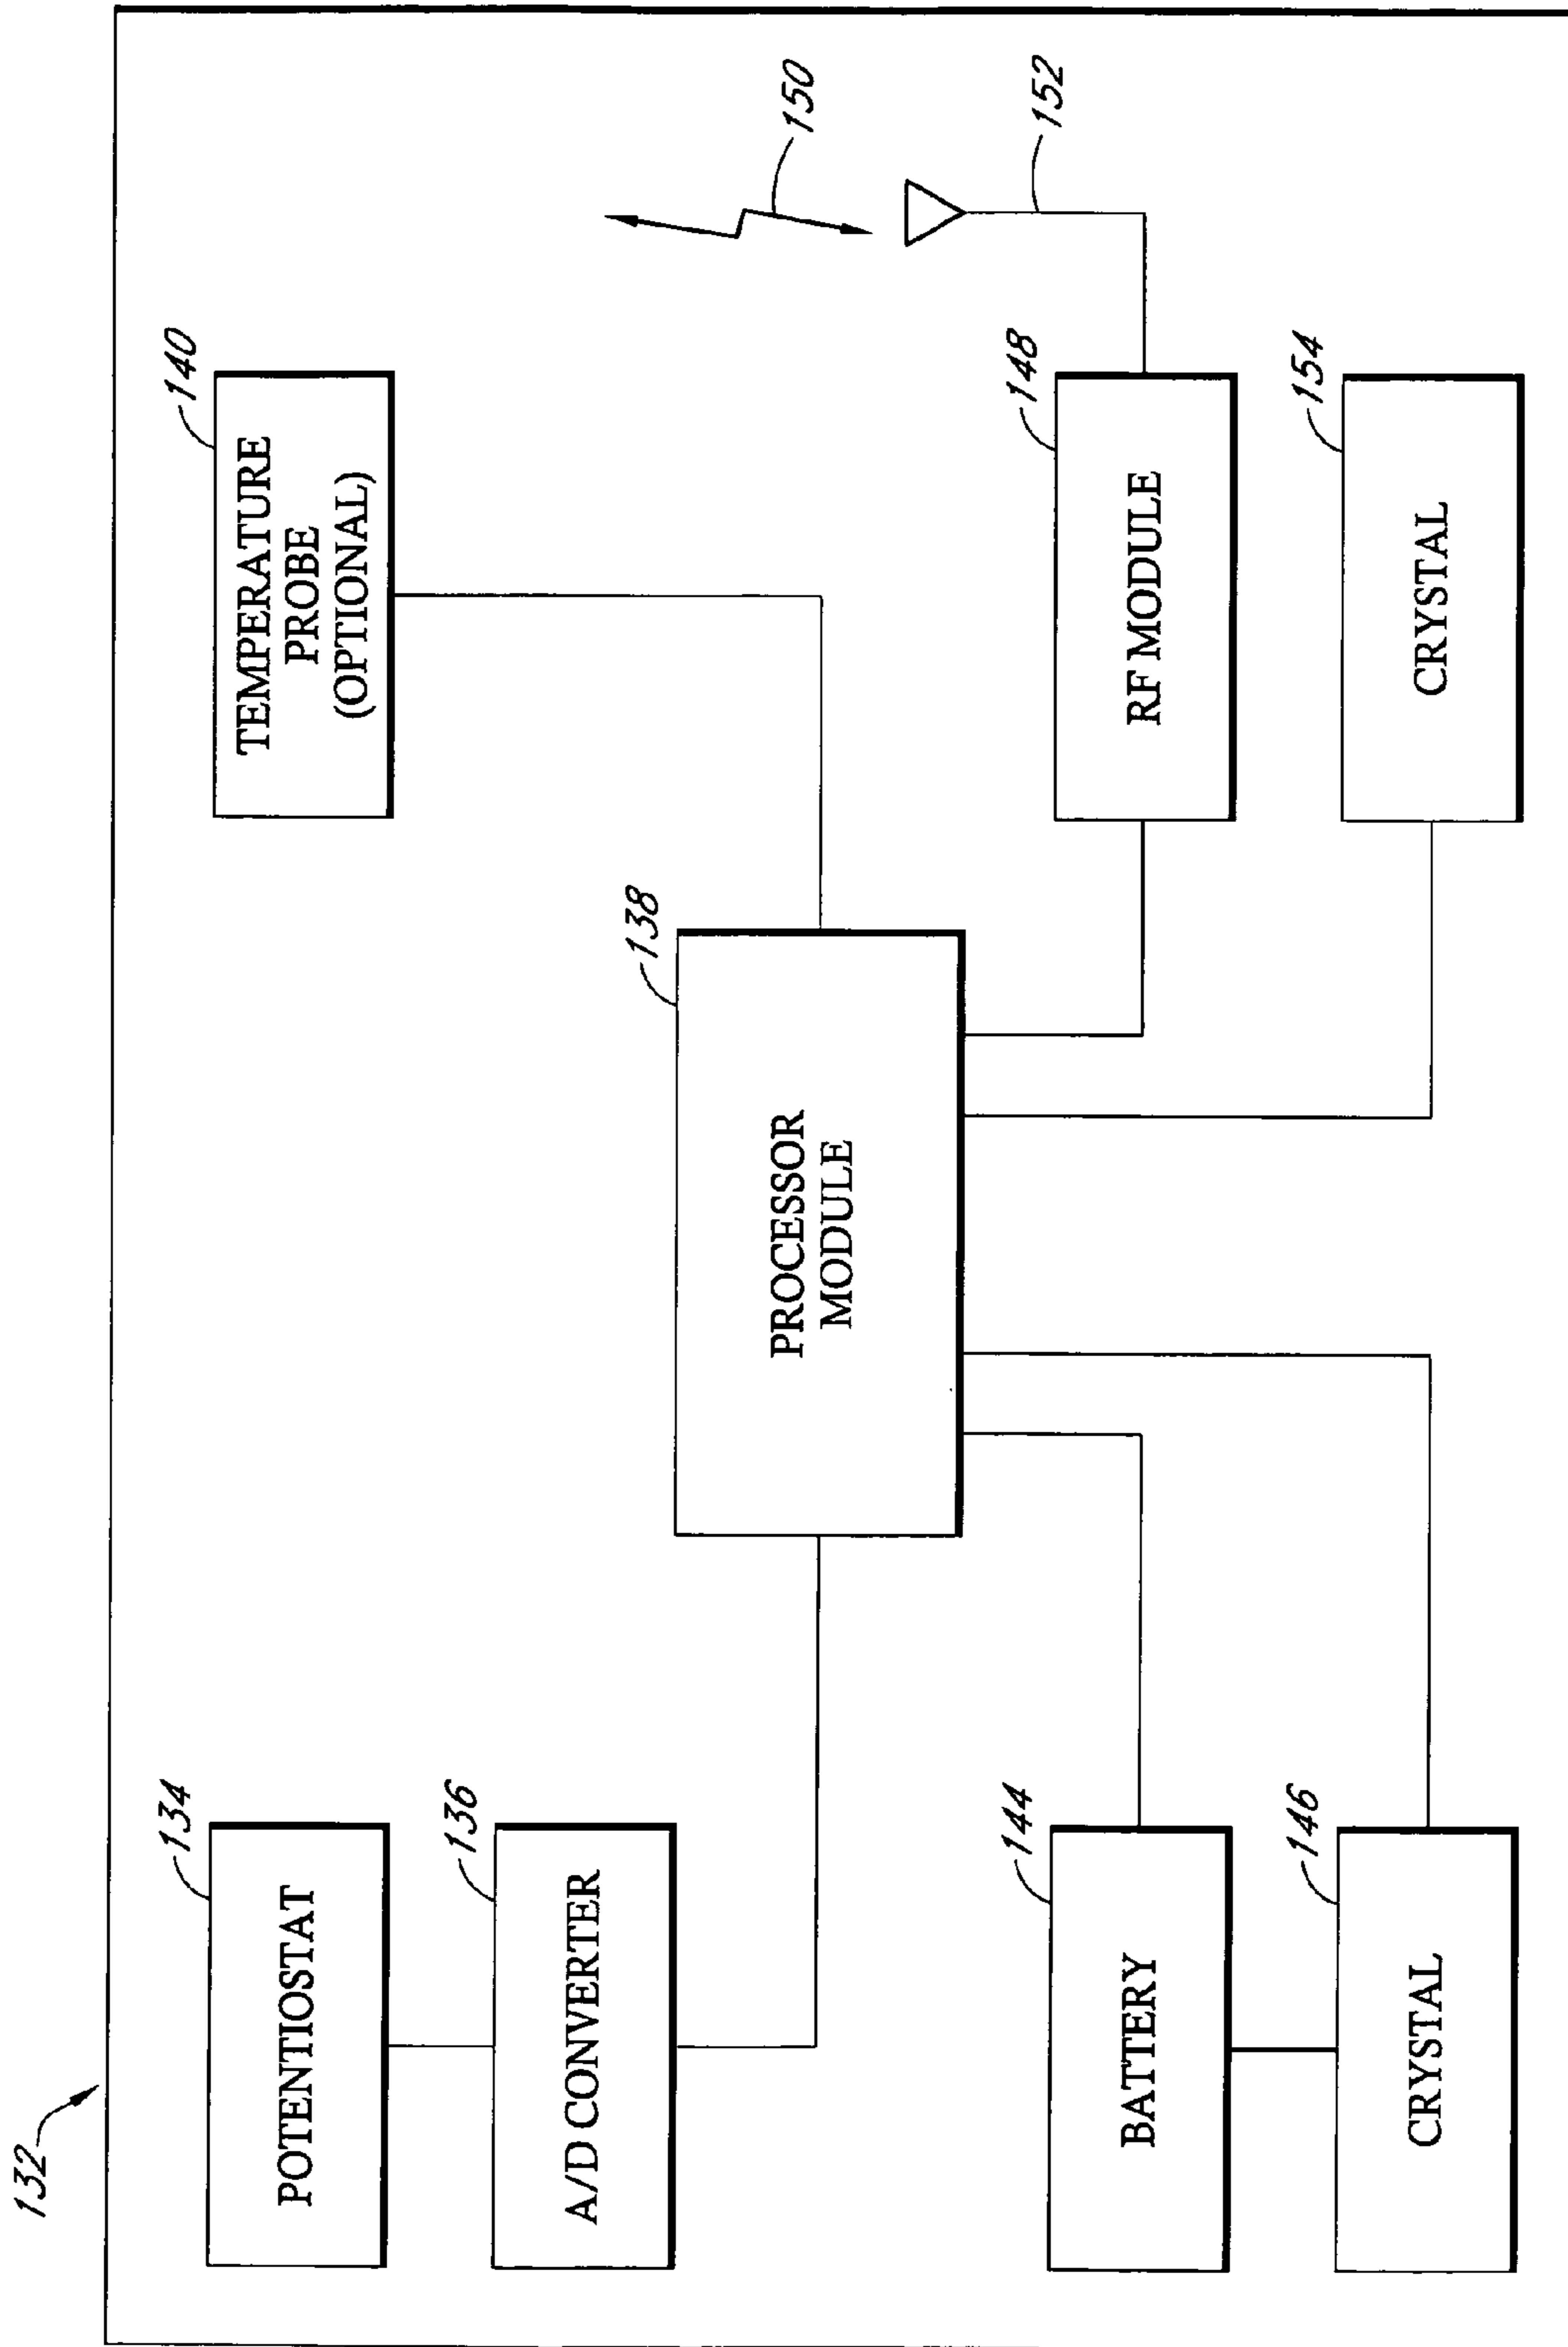 132
134
POTENTIOSTAT
136
A/D CONVERTER
138
PROCESSOR
MODULE
140
TEMPERATURE
PROBE
(OPTIONAL)
144
BATTERY
146
CRYSTAL
148
RF MODULE
150
152
154
CRYSTAL